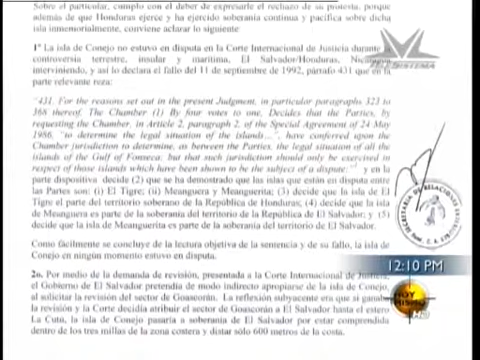 Sobre el particular, cumplo con el deber de expresarle el rechazo de su protesta, porque
además de que Honduras ejerce y ha ejercido soberanía continua y pacífica sobre dicha
isla inmemorialmente, conviene aclarar lo siguiente
1º La isla de Conejo no estuvo en disputa en la Corte Internacional de Justicia durante la
controversia terrestre, insular y marítima, El Salvador/Honduras, Nicaragua
interviniendo, y así lo declara el fallo del 11 de septiembre de 1992, párrafo 431 que en la
parte relevante reza:
"431. For the reasons set out in the present Judgment, in particular paragraphs 323 to
368 thereof. The Chamber (1) By four votes to one, Decides that the Parties, by
requesting the Chamber, in Article 2, paragraph 2, of the Special Agreement of 24 May
1986, "to determine the legal situation of the islands...", have conferred upon the
Chamber jurisdiction to determine, as between the Parties, the legal situation of all the
islands of the Gulf of Fonseca; but that such jurisdiction should only be exercised in
respect of those islands which have been shown to be the subject of a dispute;" y en la
parte dispositiva decide (2) que se ha demostrado que las islas que están en disputa entre
las Partes son: (i) El Tigre; (ii) Meanguera y Meanguerita; (3) decide que la isla de El
Tigre es parte del territorio soberano de la República de Honduras; (4) decide que la isla
de Meanguera es parte de la soberanía del territorio de la República de El Salvador; y (5)
decide que la isla de Meanguerita es parte de la soberanía del territorio de El Salvador.
Como fácilmente se concluye de la lectura objetiva de la sentencia y de su fallo, la isla de
Conejo en ningún momento estuvo en disputa.
2o. Por medio de la demanda de revisión, presentada a la Corte Internacional de Justicia,
el Gobierno de El Salvador pretendía de modo indirecto apropiarse de la isla de Conejo,
al solicitar la revisión del sector de Goascorán. La reflexión subyacente era que si ganaba
la revisión y la Corte decidía atribuir el sector de Goascorán a El Salvador hasta el estero
La Cutú, la isla de Conejo pasaría a soberanía de El Salvador por estar comprendida
dentro de los tres millas de la zona costera y distar sólo 600 metros de la costa.
TELESISTEMA
SECRETARIA DE RELACIONES EXTERIORES
12:10 PM
HOY
MISMO